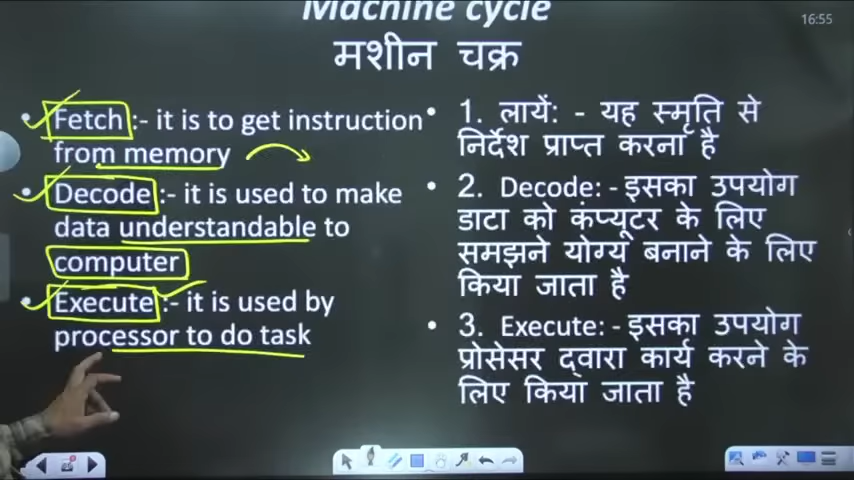 Machine cycle
16:55
मशीन चक्र
• Fetch :- it is to get instruction
from memory
• Decode :- it is used to make
data understandable to
computer
• Execute :- it is used by
processor to do task
• 1. लायें: - यह स्मृति से
निर्देश प्राप्त करना है
• 2. Decode: - इसका उपयोग
डाटा को कंप्यूटर के लिए
समझने योग्य बनाने के लिए
किया जाता है
• 3. Execute: - इसका उपयोग
प्रोसेसर द्वारा कार्य करने के
लिए किया जाता है